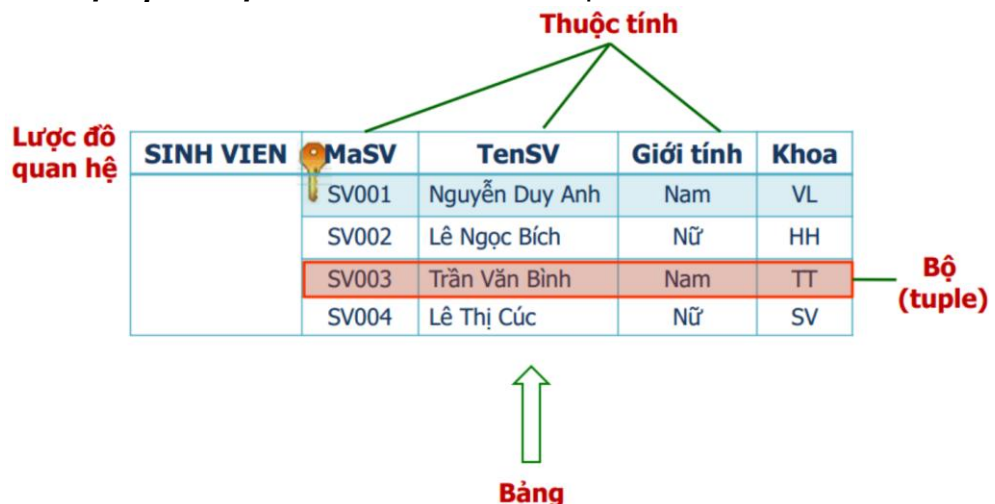 Thuộc tính
Lược đồ
quan hệ
SINH VIEN MaSV TenSV Giới tính Khoa
SV001 Nguyễn Duy Anh Nam VL
SV002 Lê Ngọc Bích Nữ HH
SV003 Trần Văn Bình Nam TT
SV004 Lê Thị Cúc Nữ SV
Bộ
(tuple)
Bảng